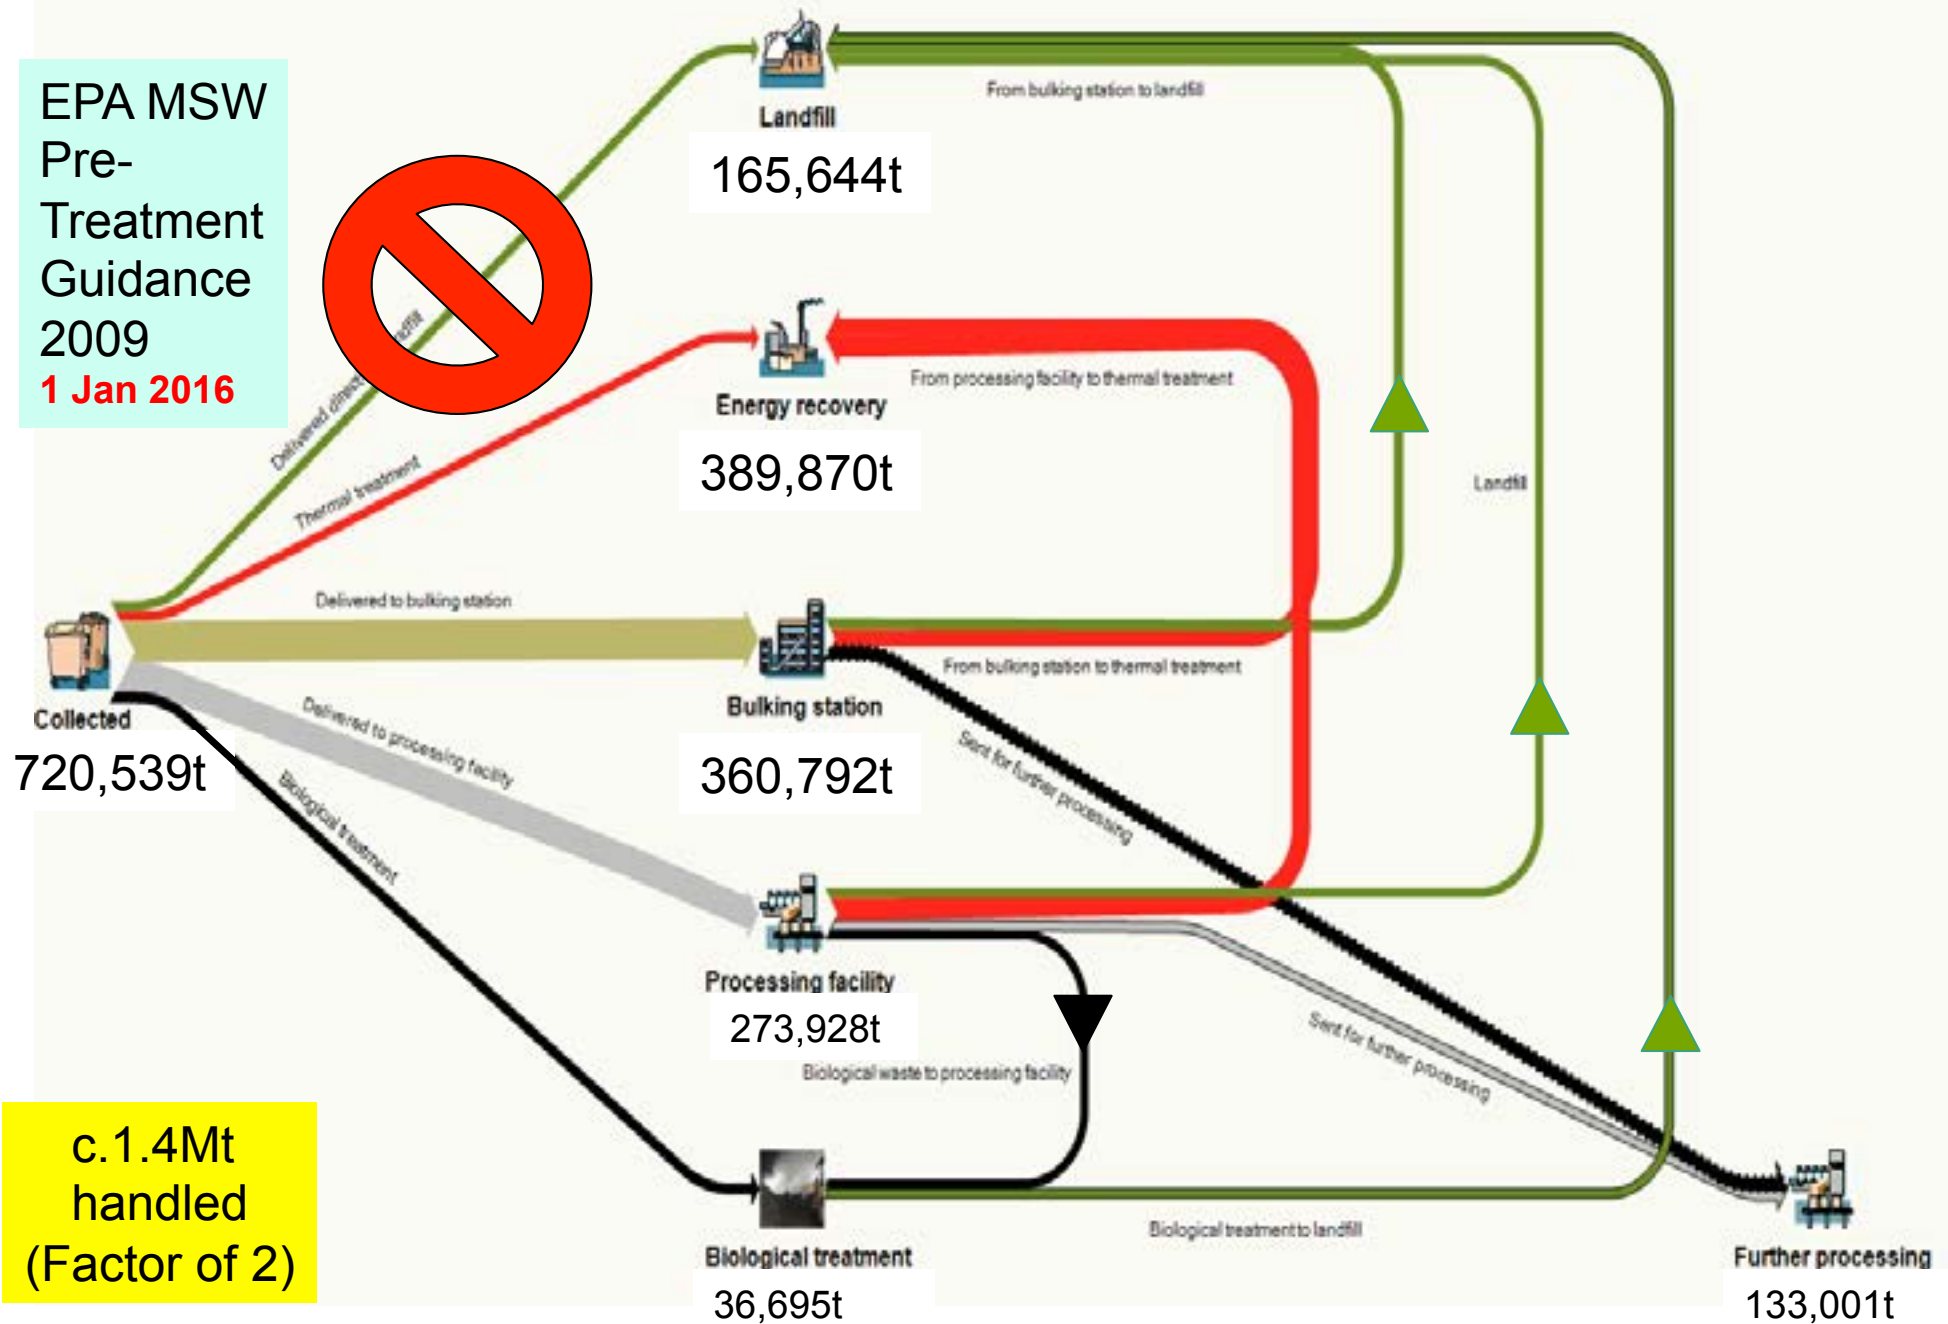 EPA MSW
Pre-
Treatment
Guidance
2009
1 Jan 2016
Landfill
165,644t
From bulking station to landfill
Delivered direct
Thermal treatment
Energy recovery
389,870t
From processing facility to thermal treatment
Landfill
Collected
720,539t
Delivered to bulking station
Bulking station
360,792t
From bulking station to thermal treatment
Delivered to processing facility
Sent for further processing
Biological treatment
Processing facility
273,928t
Biological waste to processing facility
Sent for further processing
c.1.4Mt
handled
(Factor of 2)
Biological treatment
36,695t
Biological treatment to landfill
Further processing
133,001t